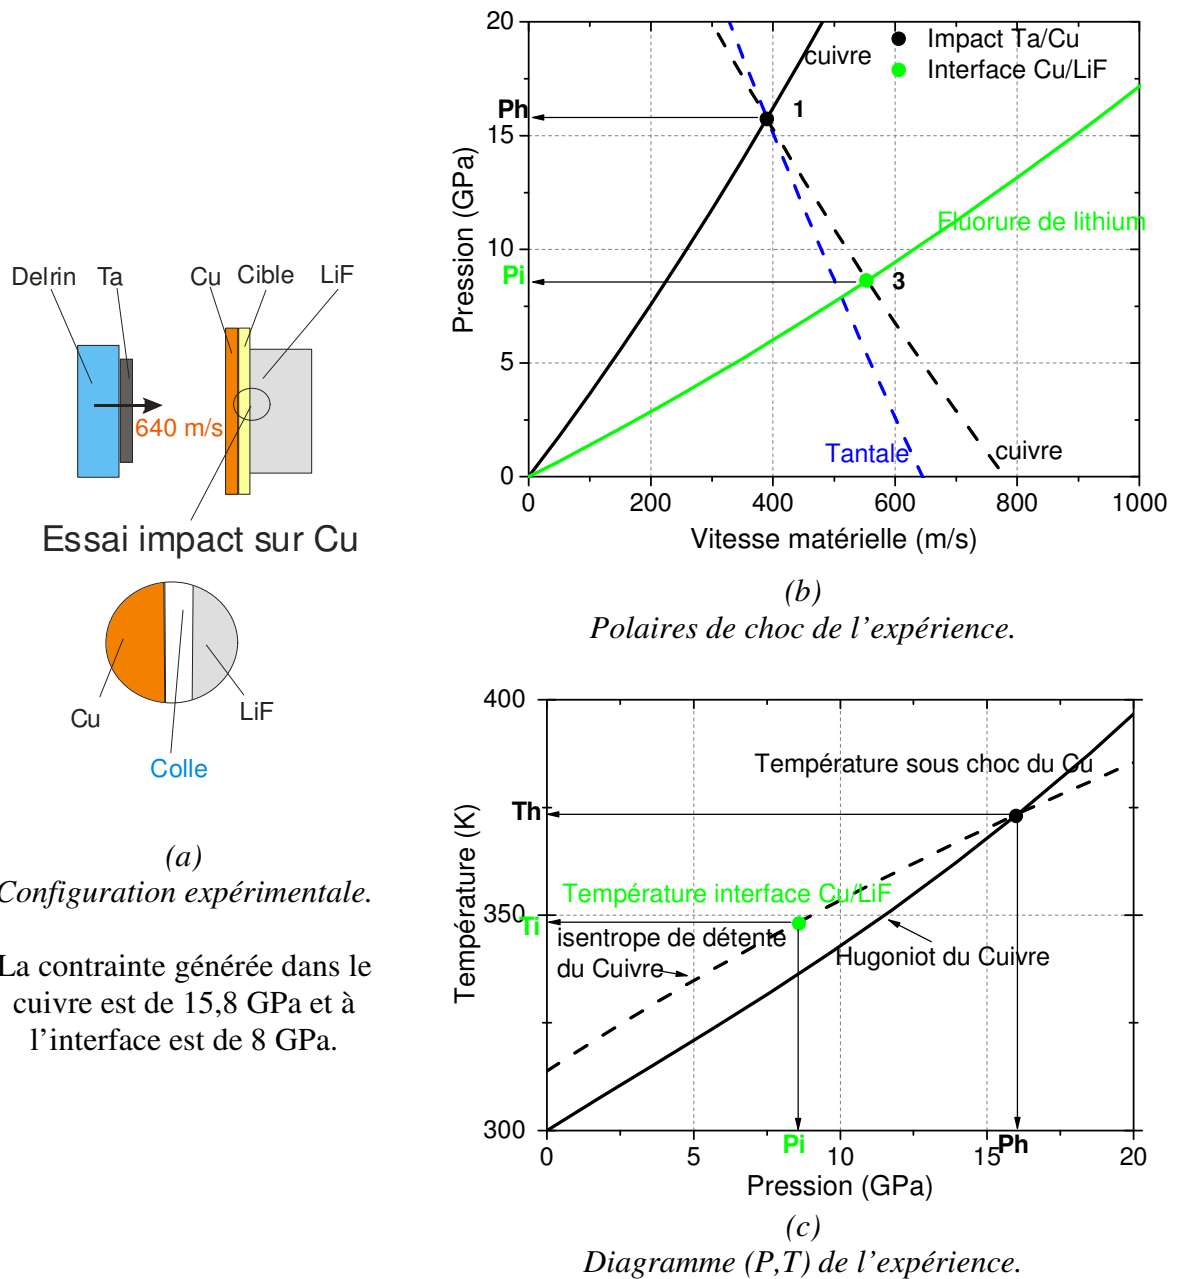 Delrin Ta Cu Cible LiF
640 m/s
Essai impact sur Cu
Cu
LiF
Colle
(a)
Configuration expérimentale.
La contrainte générée dans le
cuivre est de 15,8 GPa et à
l’interface est de 8 GPa.
20
15
10
5
0
Pression (GPa)
Ph
Pi
cuivre
Impact Ta/Cu
Interface Cu/LiF
1
Fluorure de lithium
3
Tantale
cuivre
0 200 400 600 800 1000
Vitesse matérielle (m/s)
(b)
Polaires de choc de l’expérience.
400
350
300
Température (K)
Th
Ti
Température sous choc du Cu
Température interface Cu/LiF
isentrope de détente
du Cuivre
Hugoniot du Cuivre
Pi
Ph
0 5 10 15 20
Pression (GPa)
(c)
Diagramme (P,T) de l’expérience.